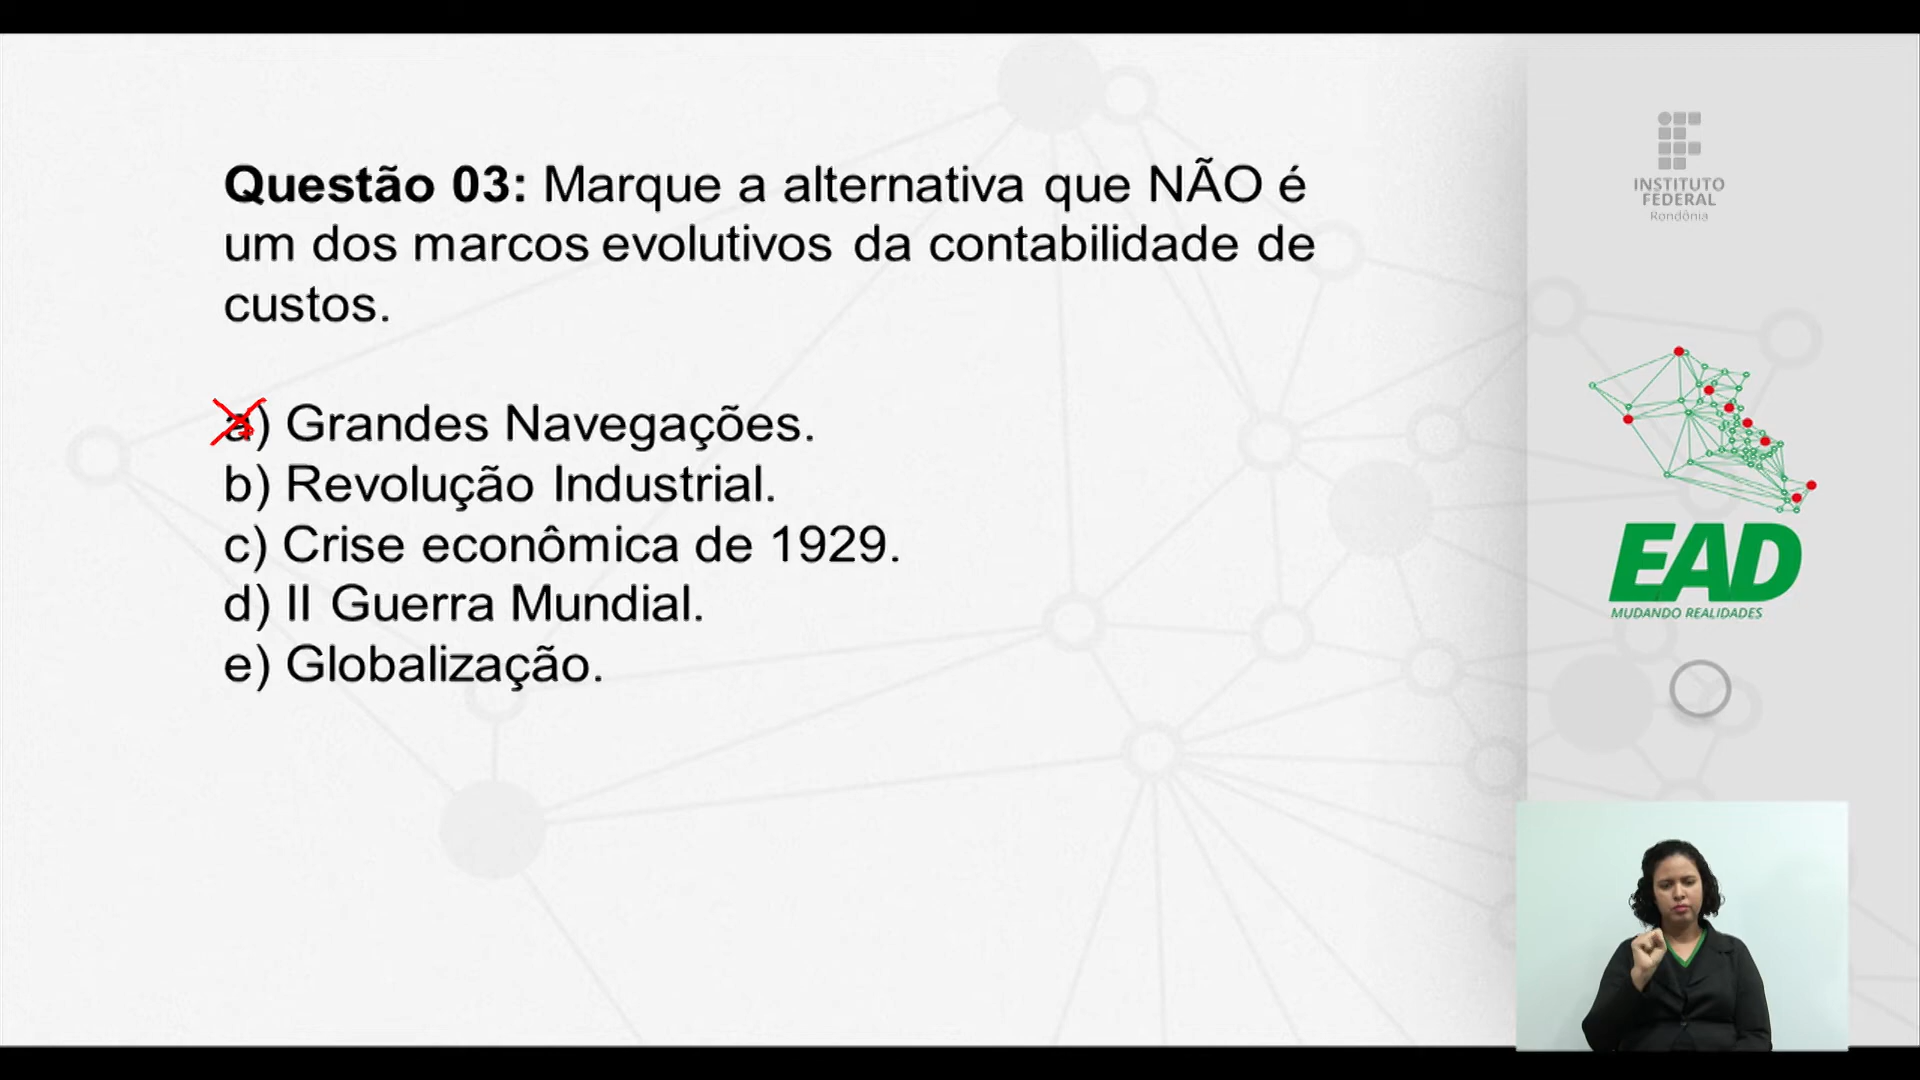 Questão 03: Marque a alternativa que NÃO é
um dos marcos evolutivos da contabilidade de
custos.
a) Grandes Navegações.
b) Revolução Industrial.
c) Crise econômica de 1929.
d) II Guerra Mundial.
e) Globalização.
INSTITUTO
FEDERAL
Rondônia
EAD
MUDANDO REALIDADES